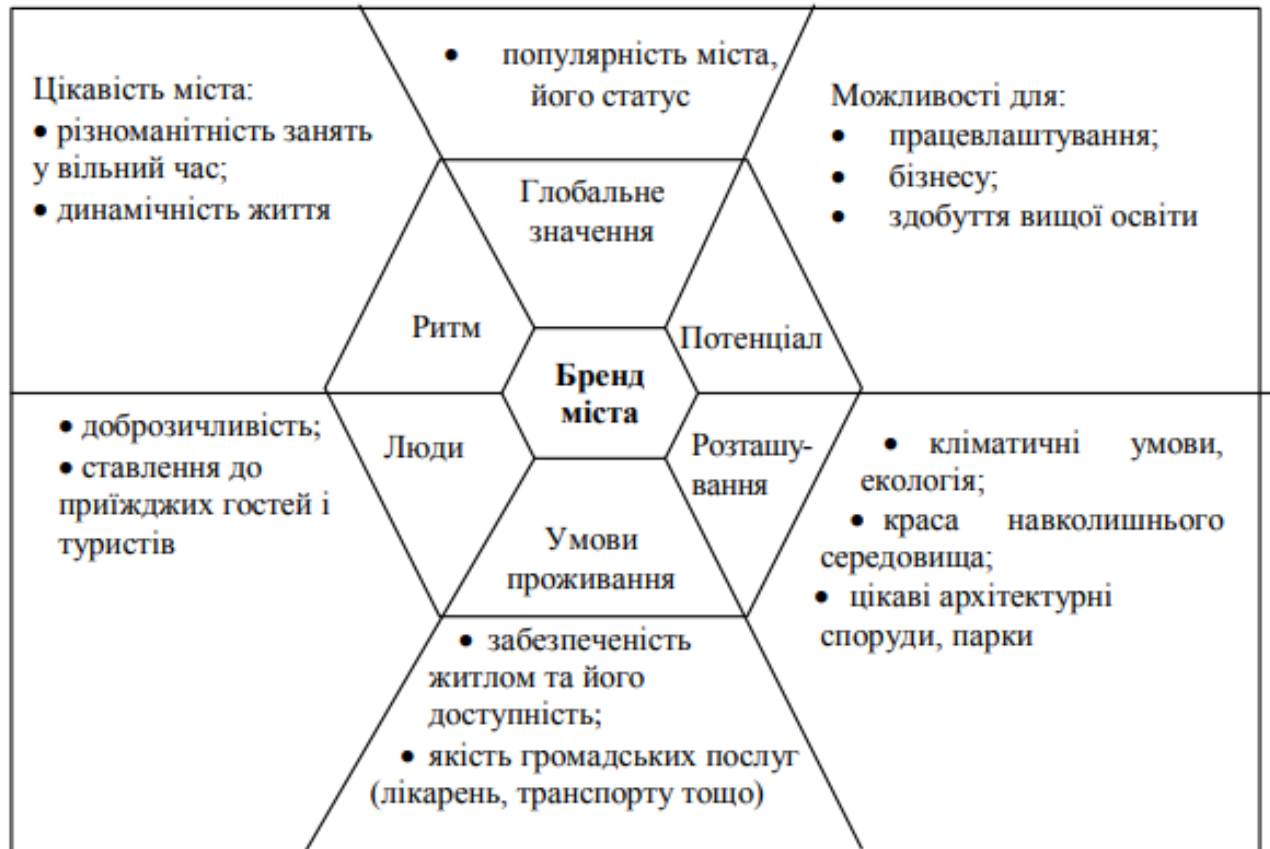 • популярність міста,
його статус
Цікавість міста:
• різноманітність занять
у вільний час;
• динамічність життя
Можливості для:
• працевлаштування;
• бізнесу;
• здобуття вищої освіти
Глобальне
значення
Ритм
Потенціал
Бренд
міста
Люди
Розташу-
вання
Умови
проживання
• доброзичливість;
• ставлення до
приїжджих гостей і
туристів
• кліматичні умови,
екологія;
• краса навколишнього
середовища;
• цікаві архітектурні
споруди, парки
• забезпеченість
житлом та його
доступність;
• якість громадських послуг
(лікарень, транспорту тощо)